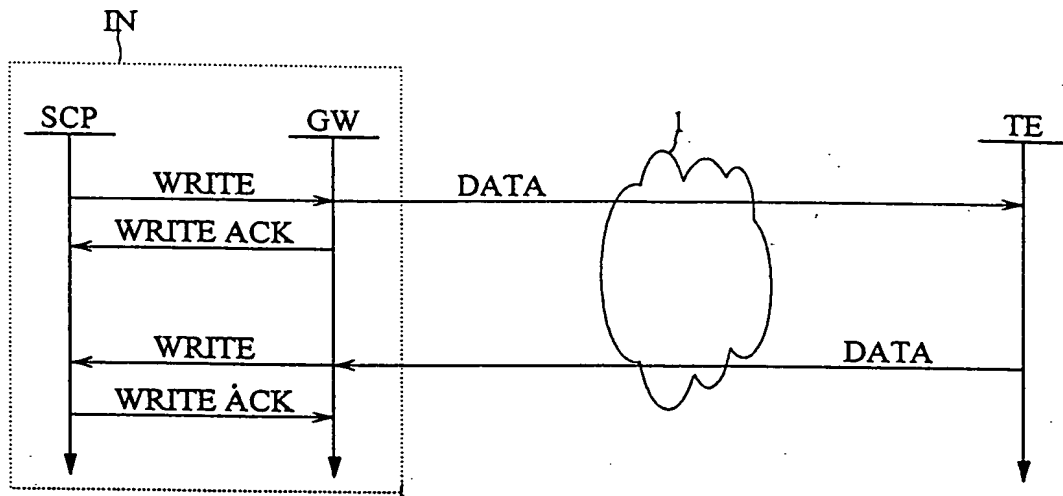 IN
SCP GW 1 TE
WRITE DATA
WRITE ACK
WRITE DATA
WRITE ACK